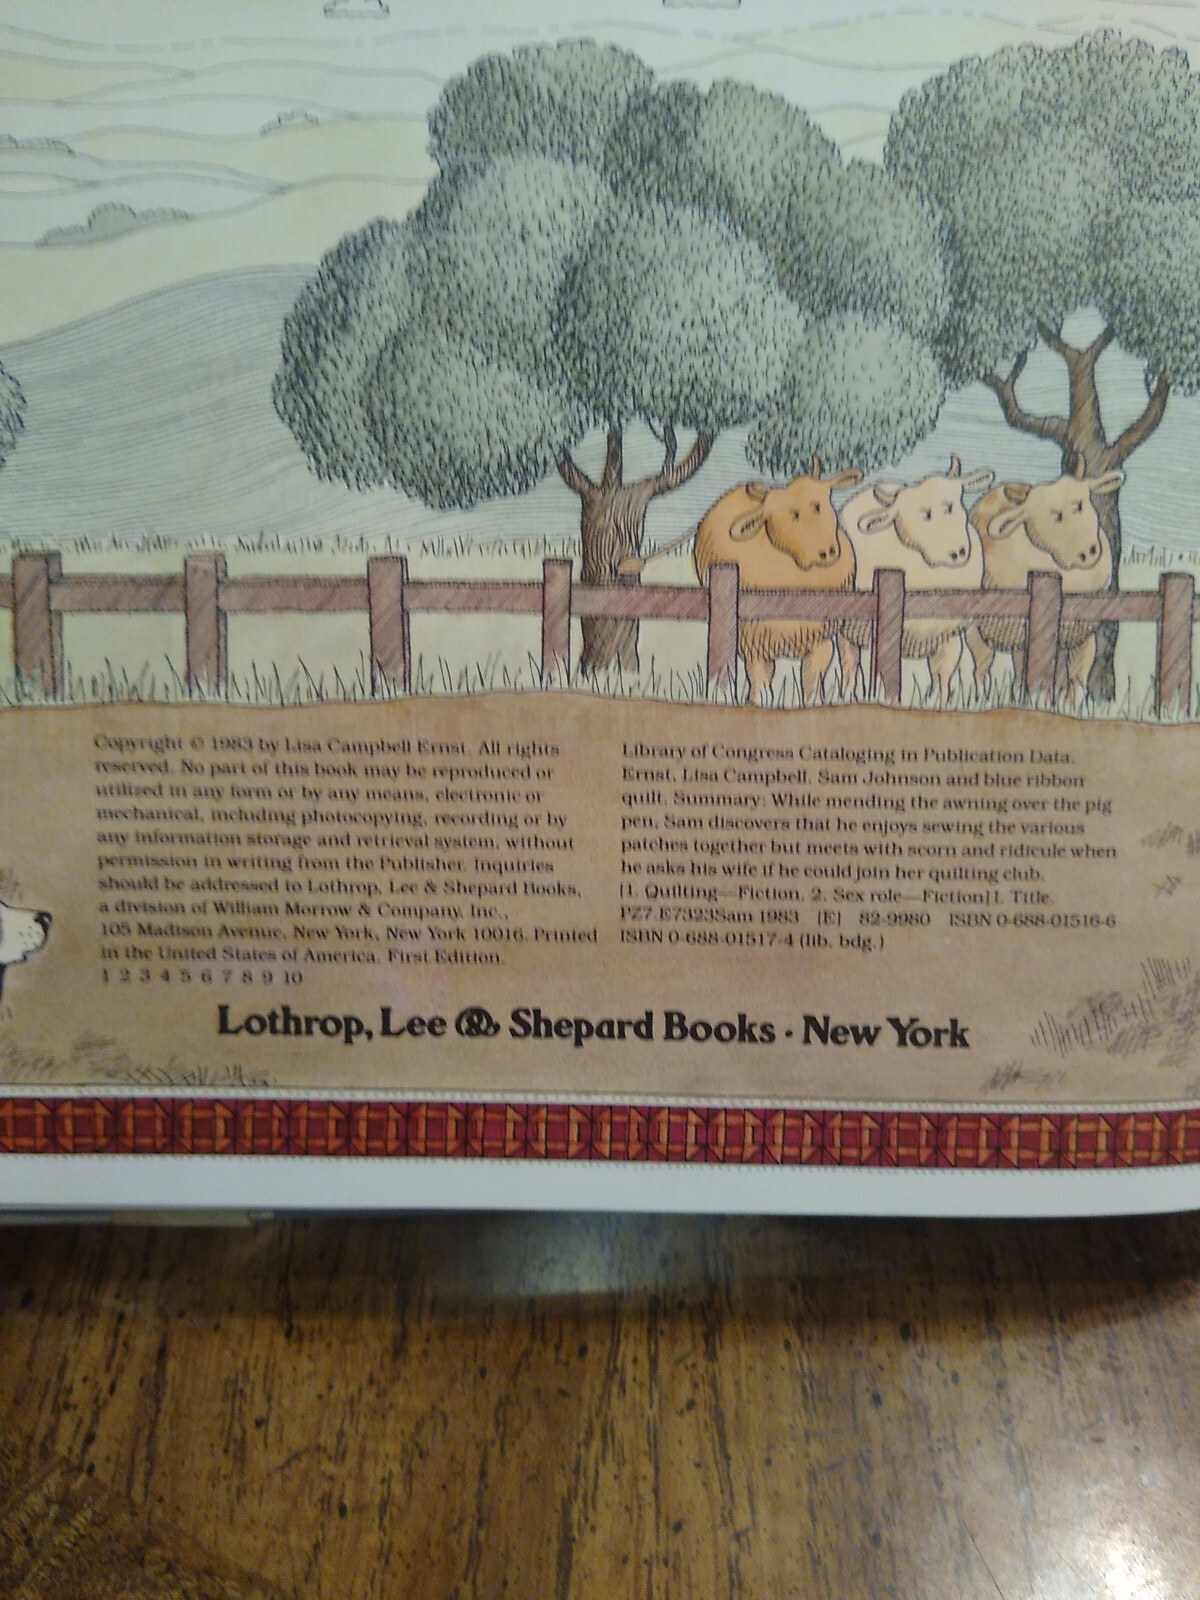 Copyright © 1983 by Lisa Campbell Ernst. All rights
reserved. No part of this book may be reproduced or
utilized in any form or by any means, electronic or
mechanical, including photocopying, recording or by
any information storage and retrieval system, without
permission in writing from the Publisher. Inquiries
should be addressed to Lothrop, Lee & Shepard Books,
a division of William Morrow & Company, Inc.,
105 Madison Avenue, New York, New York 10016. Printed
in the United States of America. First Edition.
1 2 3 4 5 6 7 8 9 10
Library of Congress Cataloging in Publication Data.
Ernst, Lisa Campbell. Sam Johnson and blue ribbon
quilt. Summary: While mending the awning over the pig
pen, Sam discovers that he enjoys sewing the various
patches together but meets with scorn and ridicule when
he asks his wife if he could join her quilting club.
[1. Quilting—Fiction. 2. Sex role—Fiction] I. Title.
PZ7.E7323Sam 1983 [E] 82-9980 ISBN 0-688-01516-6
ISBN 0-688-01517-4 (lib. bdg.)
Lothrop, Lee & Shepard Books · New York